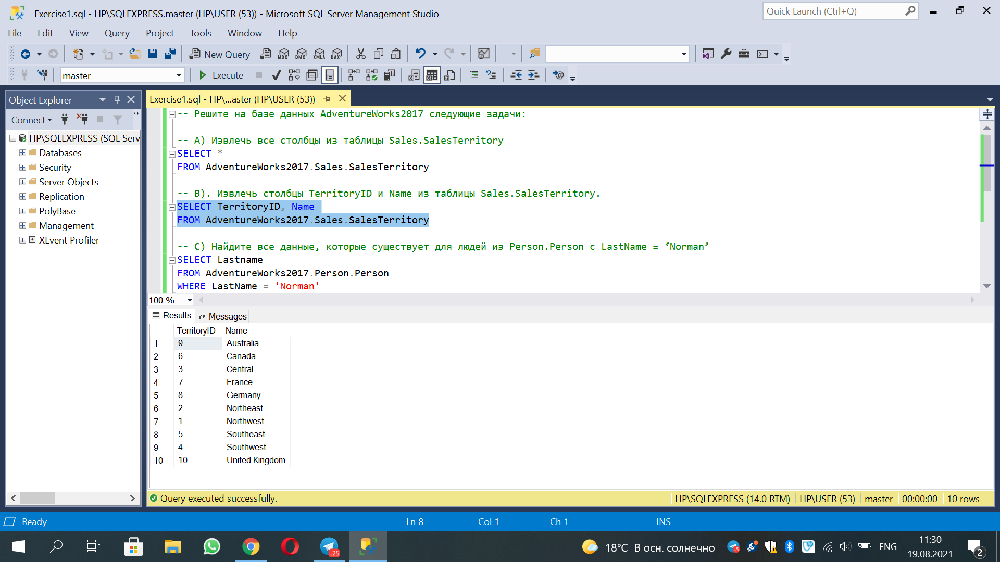 Exercise1.sql - HP\SQLEXPRESS.master (HP\USER (53)) - Microsoft SQL Server Management Studio
Quick Launch (Ctrl+Q)
File Edit View Query Project Tools Window Help
New Query MDX DMX XMLA DAX
master Execute
Object Explorer
Exercise1.sql - HP\...aster (HP\USER (53))
Connect
HP\SQLEXPRESS (SQL Serv
Databases
Security
Server Objects
Replication
PolyBase
Management
XEvent Profiler
-- Решите на базе данных AdventureWorks2017 следующие задачи:
-- A) Извлечь все столбцы из таблицы Sales.SalesTerritory
SELECT *
FROM AdventureWorks2017.Sales.SalesTerritory
-- B). Извлечь столбцы TerritoryID и Name из таблицы Sales.SalesTerritory.
SELECT TerritoryID, Name
FROM AdventureWorks2017.Sales.SalesTerritory
-- C) Найдите все данные, которые существует для людей из Person.Person с LastName = ‘Norman’
SELECT Lastname
FROM AdventureWorks2017.Person.Person
WHERE LastName = 'Norman'
100 %
Results Messages
TerritoryID Name
1 9 Australia
2 6 Canada
3 3 Central
4 7 France
5 8 Germany
6 2 Northeast
7 1 Northwest
8 5 Southeast
9 4 Southwest
10 10 United Kingdom
Query executed successfully. HP\SQLEXPRESS (14.0 RTM) HP\USER (53) master 00:00:00 10 rows
Ready Ln 8 Col 1 Ch 1 INS
..25
18°C В осн. солнечно
ENG
11:30
19.08.2021
2